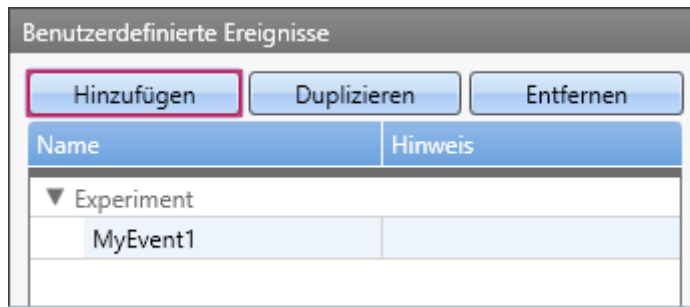 Benutzerdefinierte Ereignisse
Hinzufügen Duplizieren Entfernen
Name Hinweis
Experiment
MyEvent1